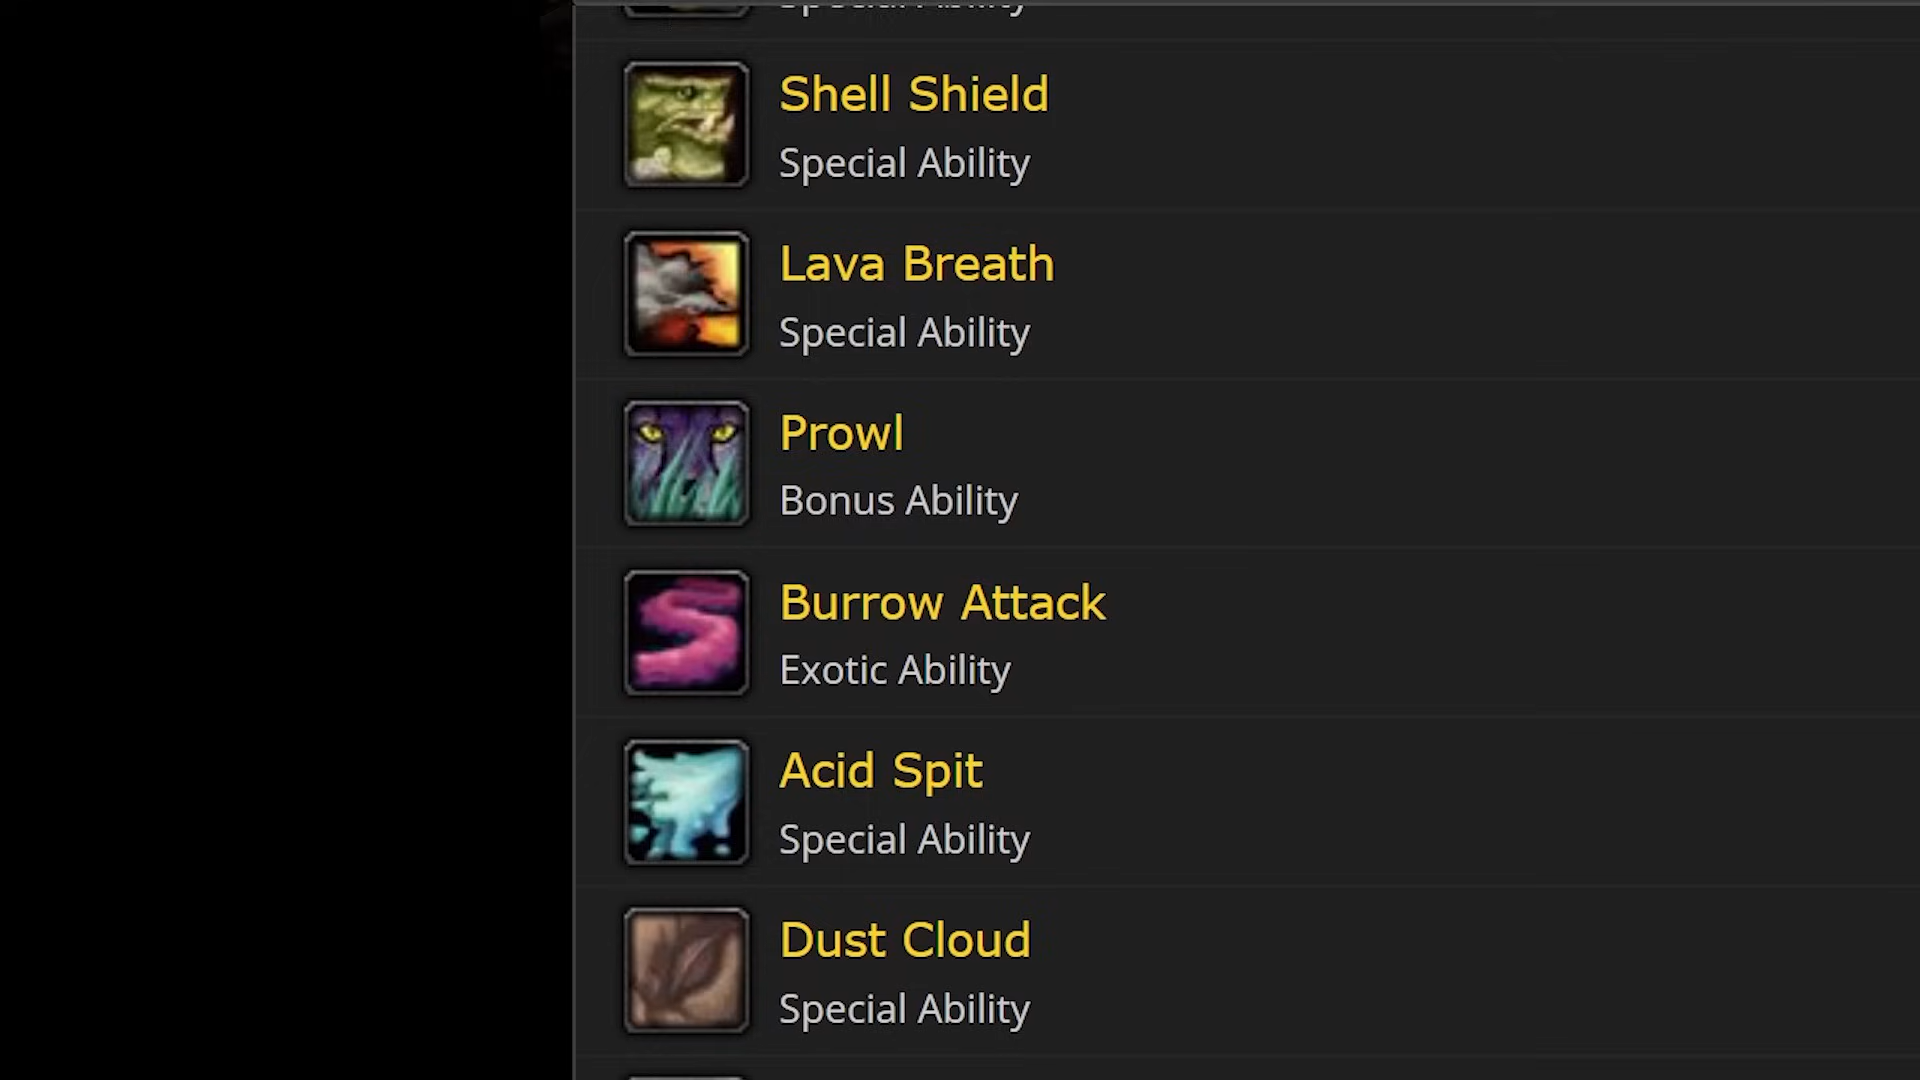 Shell Shield
Special Ability
Lava Breath
Special Ability
Prowl
Bonus Ability
Burrow Attack
Exotic Ability
Acid Spit
Special Ability
Dust Cloud
Special Ability